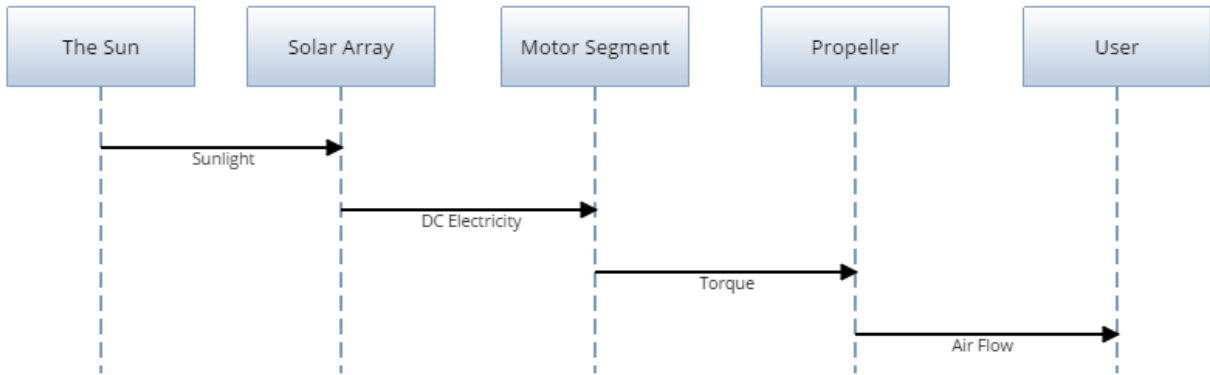 The Sun
Solar Array
Motor Segment
Propeller
User
Sunlight
DC Electricity
Torque
Air Flow